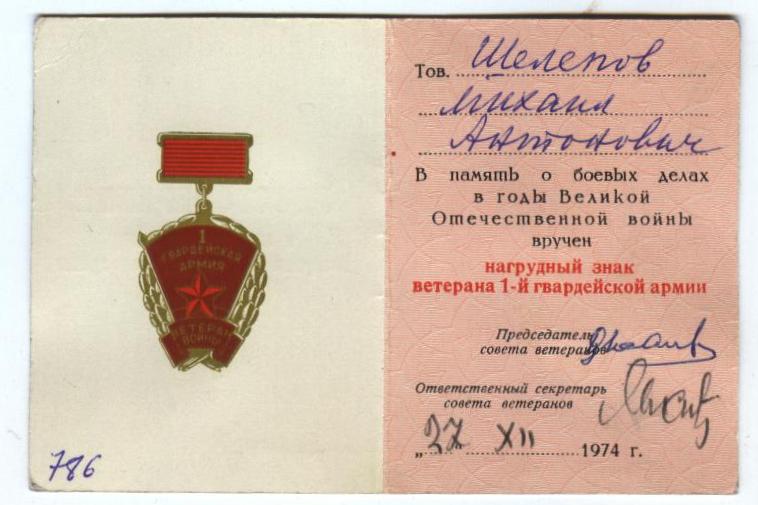 1
ГВАРДЕЙСКАЯ
АРМИЯ
ВЕТЕРАН
ВОЙНЫ
786
Тов. Шелепов
Михаил
Антонович
В память о боевых делах
в годы Великой
Отечественной войны
вручен
нагрудный знак
ветерана 1-й гвардейской армии
Председатель
совета ветеранов
Ответственный секретарь
совета ветеранов
„27" XII 1974 г.